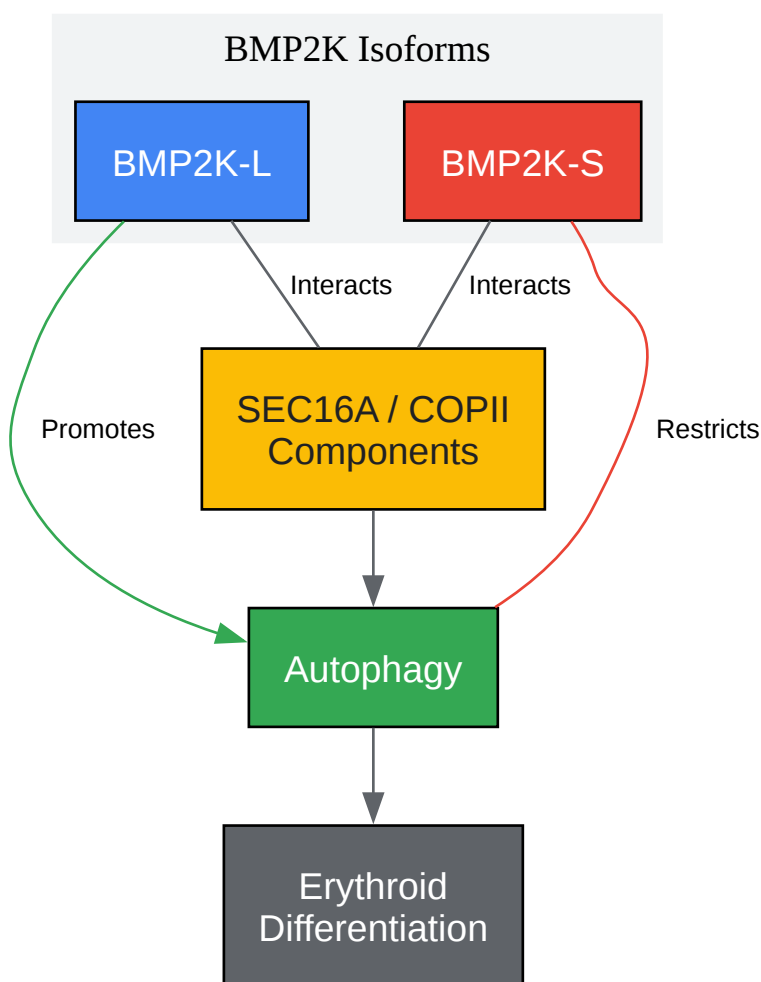 BMP2K Isoforms
BMP2K-L
BMP2K-S
Interacts
Interacts
SEC16A / COPII
Components
Promotes
Restricts
Autophagy
Erythroid
Differentiation